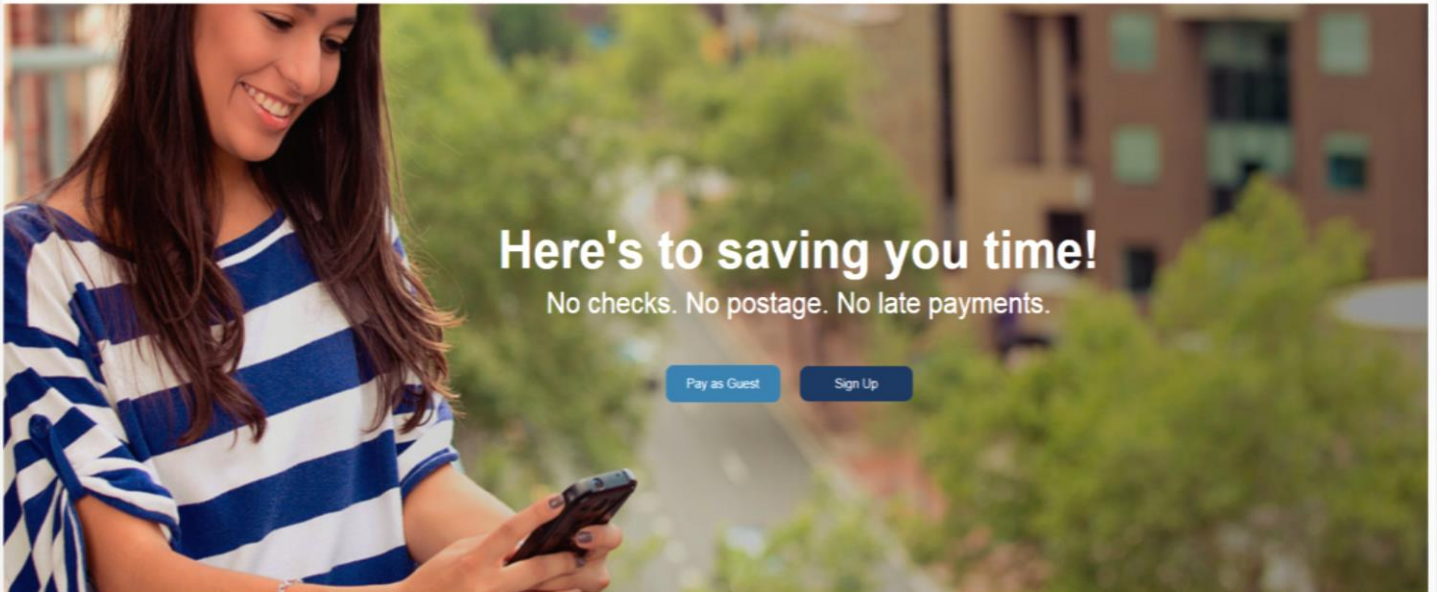 Here's to saving you time!
No checks. No postage. No late payments.
Pay as Guest
Sign Up